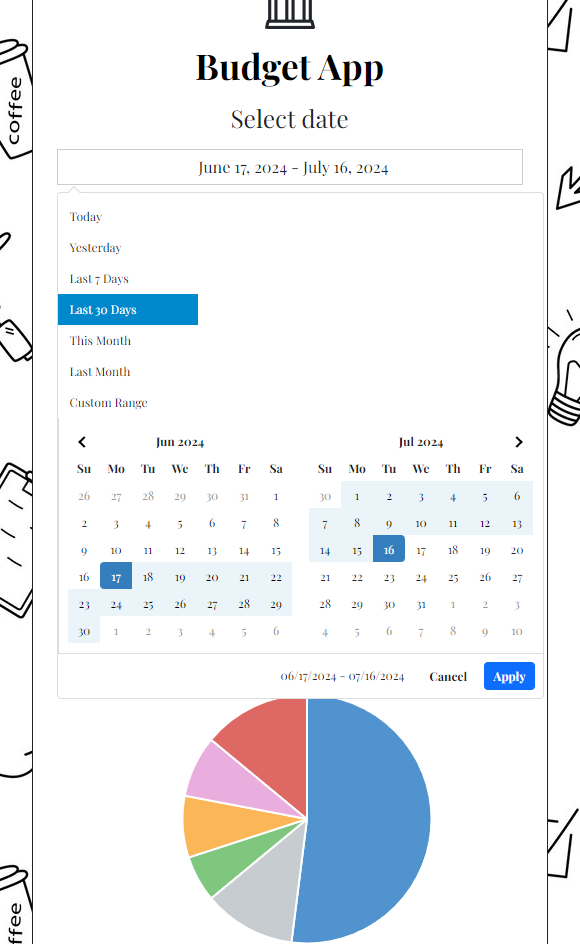 Budget App
Select date
June 17, 2024 - July 16, 2024
Today
Yesterday
Last 7 Days
Last 30 Days
This Month
Last Month
Custom Range
Jun 2024
Su Mo Tu We Th Fr Sa
26 27 28 29 30 31 1
2 3 4 5 6 7 8
9 10 11 12 13 14 15
16 17 18 19 20 21 22
23 24 25 26 27 28 29
30 1 2 3 4 5 6
Jul 2024
Su Mo Tu We Th Fr Sa
30 1 2 3 4 5 6
7 8 9 10 11 12 13
14 15 16 17 18 19 20
21 22 23 24 25 26 27
28 29 30 31 1 2 3
4 5 6 7 8 9 10
06/17/2024 - 07/16/2024
Cancel
Apply
coffee
ffee